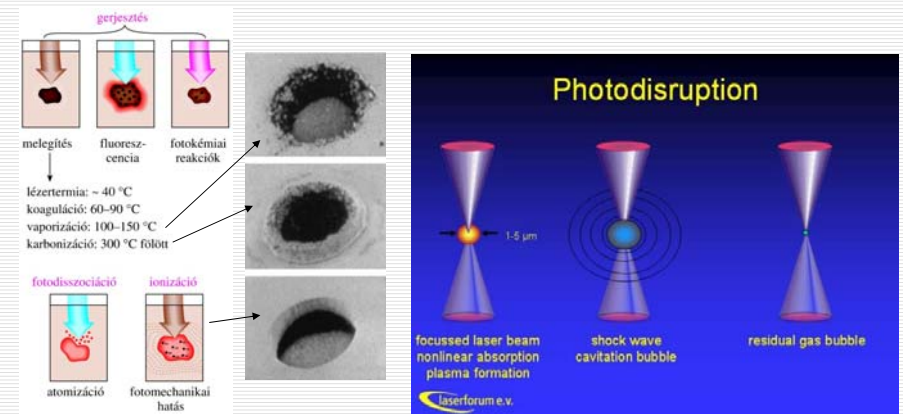 gerjesztés
melegítés
fluoresz-
cencia
fotokémiai
reakciók
lézertermia: ~ 40 °C
koaguláció: 60–90 °C
vaporizáció: 100–150 °C
karbonizáció: 300 °C fölött
fotodisszociáció
ionizáció
atomizáció
fotomechanikai
hatás
Photodisruption
1-5 µm
focussed laser beam
nonlinear absorption
plasma formation
shock wave
cavitation bubble
residual gas bubble
laserforum e.v.